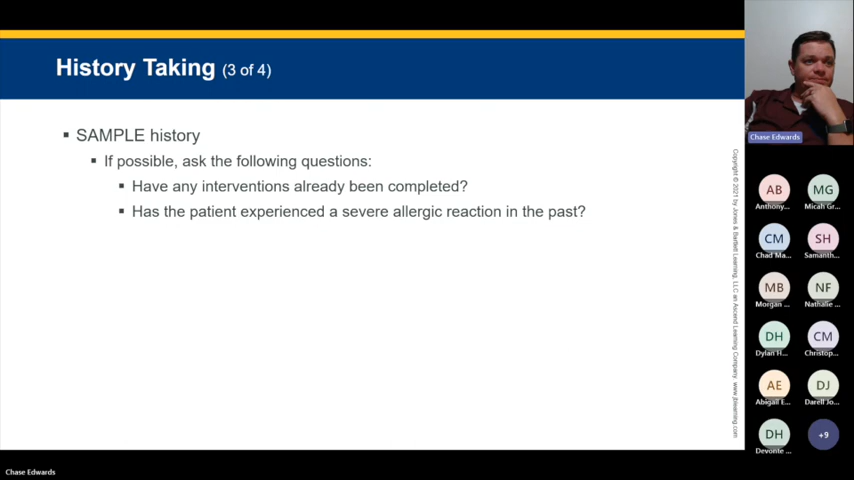 History Taking (3 of 4)
▪ SAMPLE history
▪ If possible, ask the following questions:
▪ Have any interventions already been completed?
▪ Has the patient experienced a severe allergic reaction in the past?
Copyright © 2021 by Jones & Bartlett Learning, LLC an Ascend Learning Company. www.jblearning.com
Chase Edwards
AB
Anthony...
MG
Micah Gr...
CM
Chad Ma...
SH
Samanth...
MB
Morgan ...
NF
Nathalie ...
DH
Dylan H...
CM
Christop...
AE
Abigail E...
DJ
Darell Jo...
DH
Devonte ...
+9
Chase Edwards